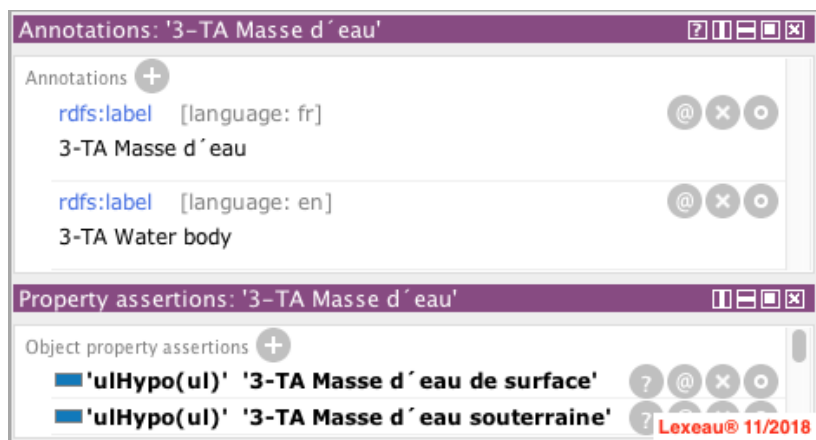 Annotations: '3–TA Masse d´eau'
Annotations
rdfs:label [language: fr]
3-TA Masse d´eau
rdfs:label [language: en]
3-TA Water body
Property assertions: '3–TA Masse d´eau'
Object property assertions
'ulHypo(ul)' '3-TA Masse d´eau de surface'
'ulHypo(ul)' '3-TA Masse d´eau souterraine'
Lexeau® 11/2018